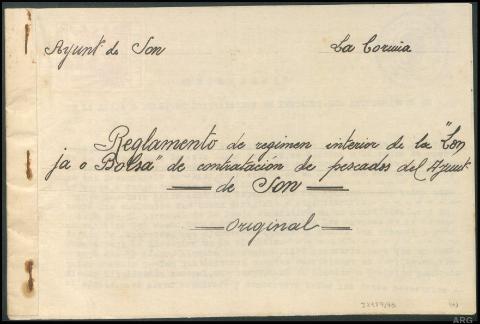 Ayunt. de Son
La Coruña
Reglamento de regimen interior de la "Lon
ja o Bolsa" de contratación de pescados del Ayunt.
de Son
Original
ARG